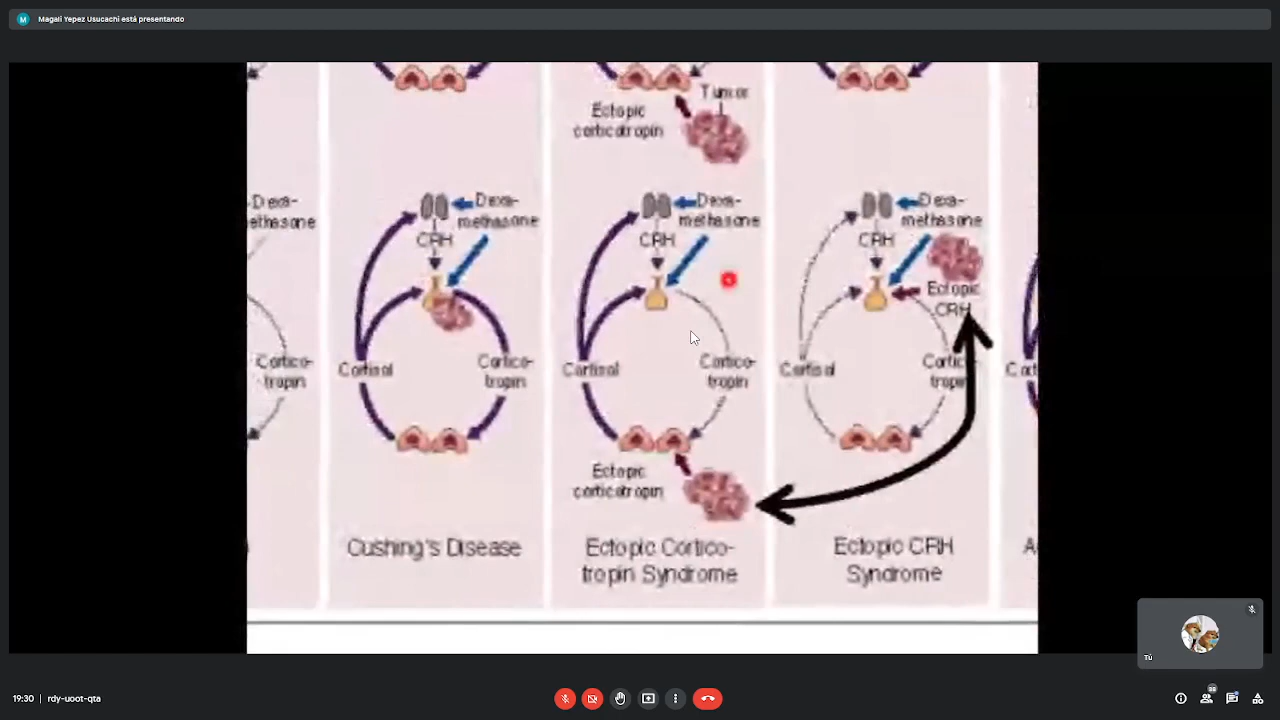 M Magali Yepez Usucachi está presentando
Tumor
Ectopic
corticotropin
Dexa-
methasone
CRH
Cortico-
tropin
Dexa-
methasone
CRH
Cortisol
Cortico-
tropin
Cushing's Disease
Dexa-
methasone
CRH
Cortisol
Cortico-
tropin
Ectopic
corticotropin
Ectopic Cortico-
tropin Syndrome
Dexa-
methasone
Ectopic
CRH
Cortisol
Ectopic CRH
Syndrome
Tú
19:30 | rdy-uoot-qta